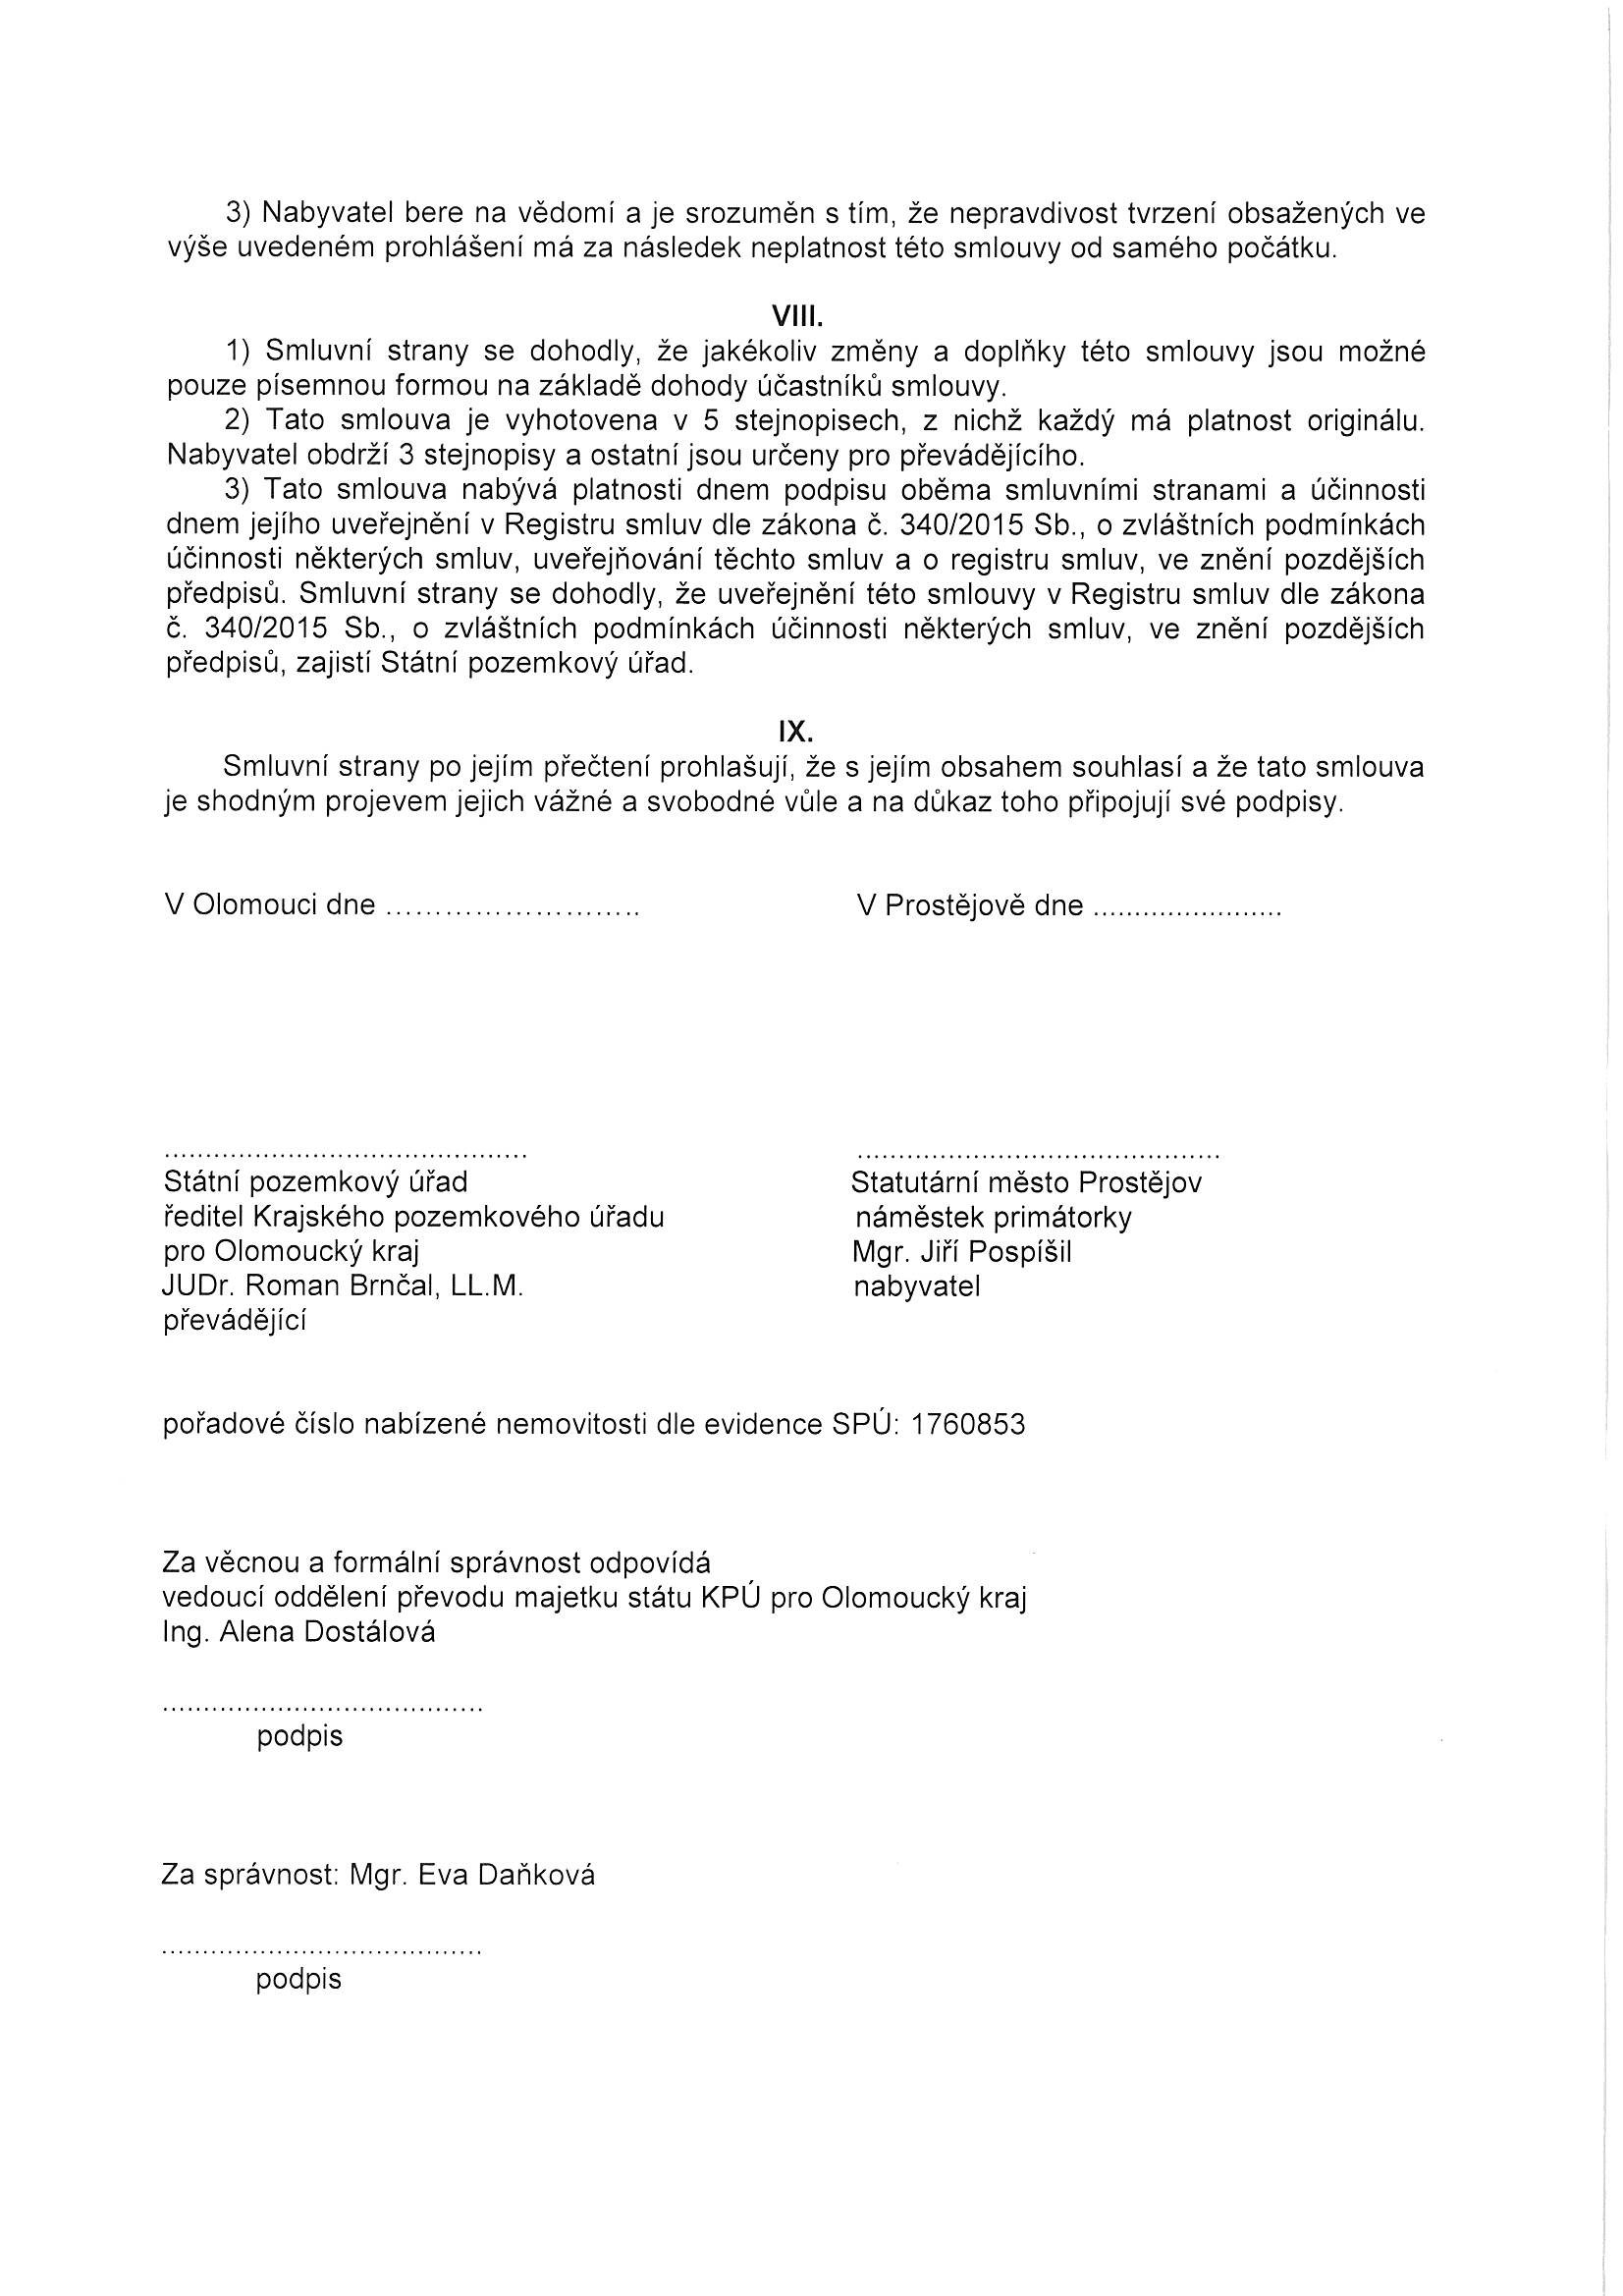 3) Nabyvatel bere na vědomí a je srozuměn s tím, že nepravdivost tvrzení obsažených ve
výše uvedeném prohlášení má za následek neplatnost této smlouvy od samého počátku.
VIII.
1) Smluvní strany se dohodly, že jakékoliv změny a doplňky této smlouvy jsou možné
pouze písemnou formou na základě dohody účastníků smlouvy.
2) Tato smlouva je vyhotovena v 5 stejnopisech, z nichž každý má platnost originálu.
Nabyvatel obdrží 3 stejnopisy a ostatní jsou určeny pro převádějícího.
3) Tato smlouva nabývá platnosti dnem podpisu oběma smluvními stranami a účinnosti
dnem jejího uveřejnění v Registru smluv dle zákona č. 340/2015 Sb., o zvláštních podmínkách
účinnosti některých smluv, uveřejňování těchto smluv a o registru smluv, ve znění pozdějších
předpisů. Smluvní strany se dohodly, že uveřejnění této smlouvy v Registru smluv dle zákona
č. 340/2015 Sb., o zvláštních podmínkách účinnosti některých smluv, ve znění pozdějších
předpisů, zajistí Státní pozemkový úřad.
IX.
Smluvní strany po jejím přečtení prohlašují, že s jejím obsahem souhlasí a že tato smlouva
je shodným projevem jejich vážné a svobodné vůle a na důkaz toho připojují své podpisy.
V Olomouci dne .......................... V Prostějově dne .......................
............................................ ............................................
Státní pozemkový úřad Statutární město Prostějov
ředitel Krajského pozemkového úřadu náměstek primátorky
pro Olomoucký kraj Mgr. Jiří Pospíšil
JUDr. Roman Brnčal, LL.M. nabyvatel
převádějící
pořadové číslo nabízené nemovitosti dle evidence SPÚ: 1760853
Za věcnou a formální správnost odpovídá
vedoucí oddělení převodu majetku státu KPÚ pro Olomoucký kraj
Ing. Alena Dostálová
.......................................
podpis
Za správnost: Mgr. Eva Daňková
.......................................
podpis